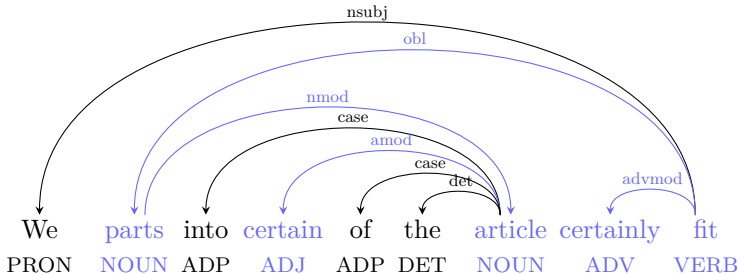 nsubj
obl
nmod
case
amod
case
det
advmod
We parts into certain of the article certainly fit
PRON NOUN ADP ADJ ADP DET NOUN ADV VERB